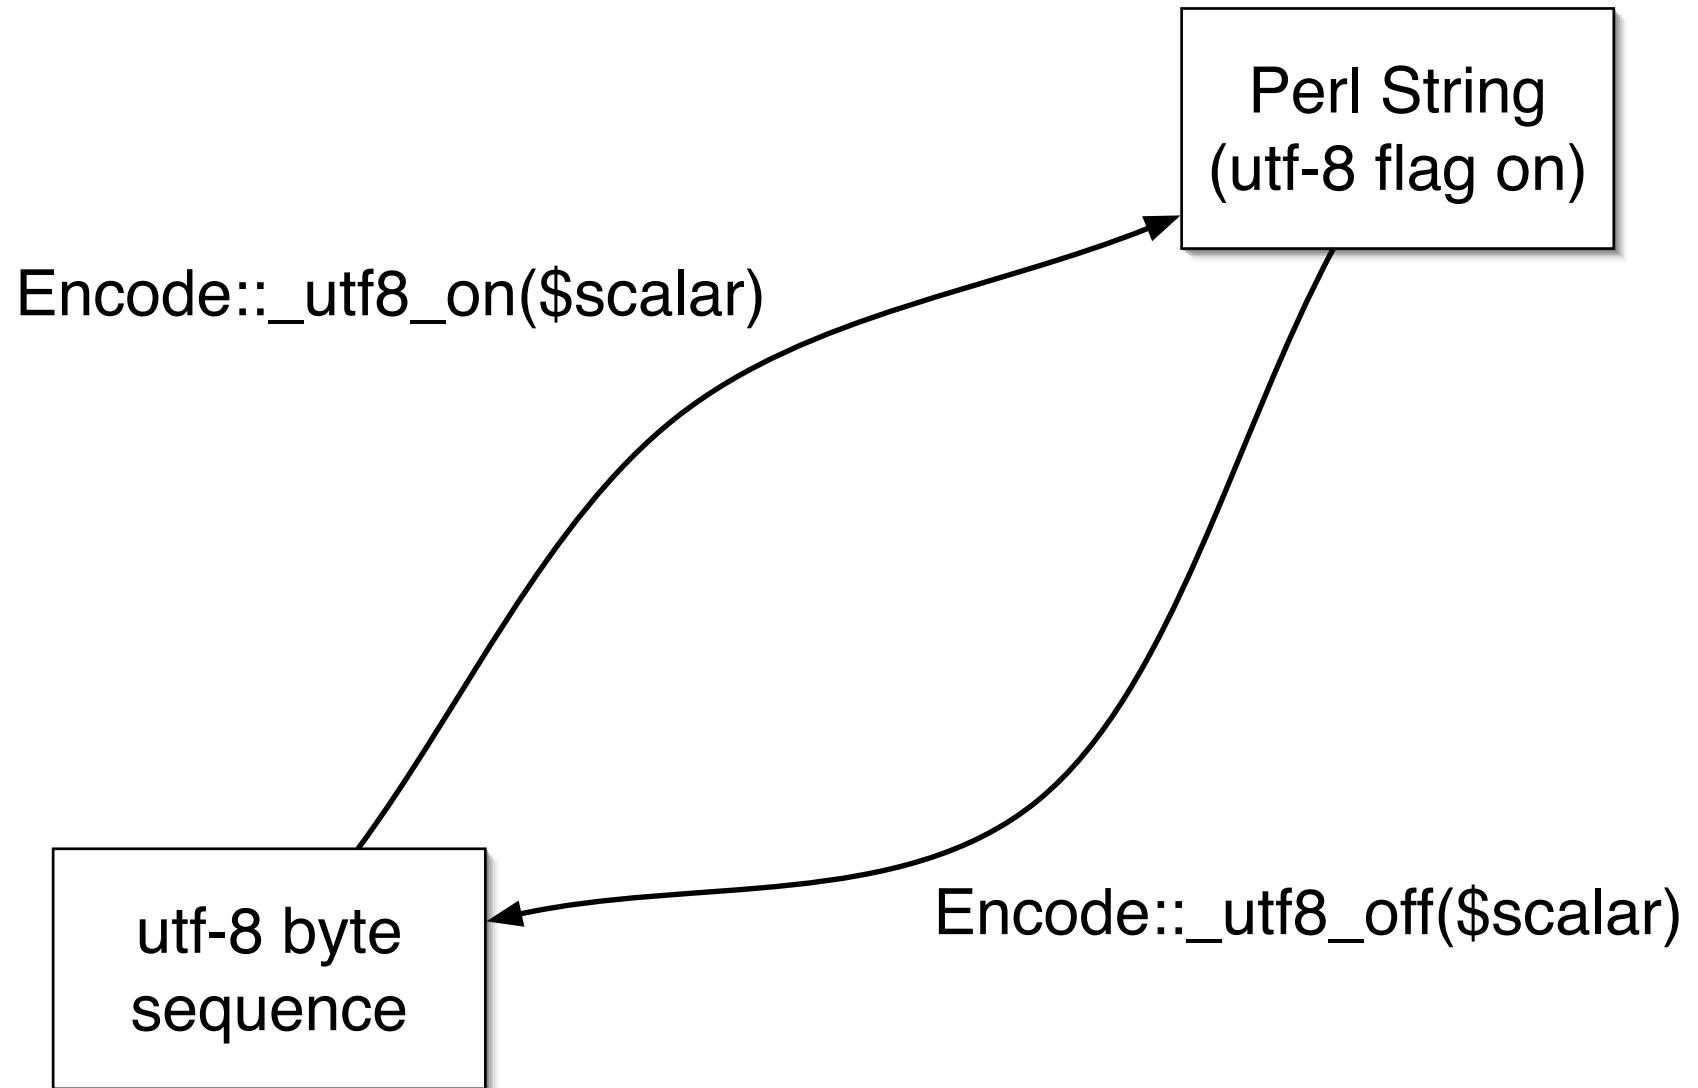 Perl String
(utf-8 flag on)
Encode::_utf8_on($scalar)
Encode::_utf8_off($scalar)
utf-8 byte
sequence